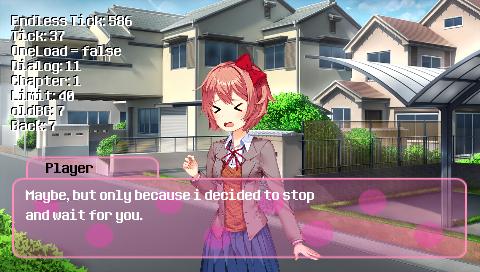 Endless Tick: 586
Tick: 37
OneLoad = false
Dialog: 11
Chapter: 1
Limit: 40
oldBG: 7
Back: 7
Player
Maybe, but only because i decided to stop
and wait for you.